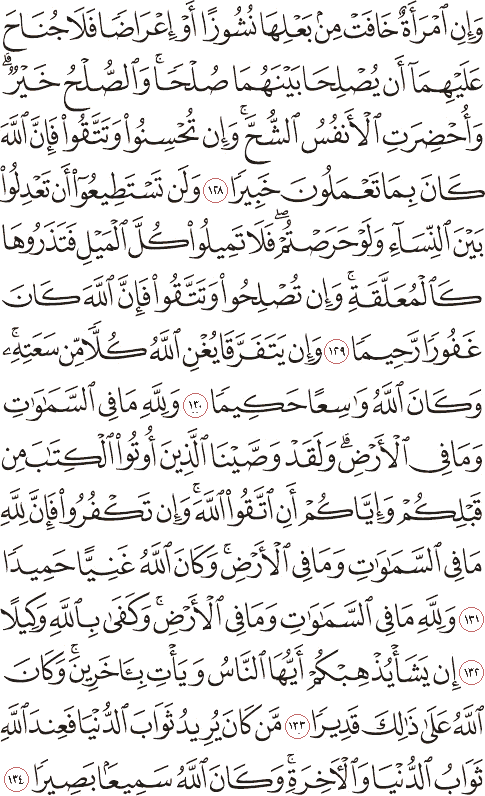 وَإِنِ ٱمْرَأَةٌ خَافَتْ مِنۢ بَعْلِهَا نُشُوزًا أَوْ إِعْرَاضًا فَلَا جُنَاحَ
عَلَيْهِمَآ أَن يُصْلِحَا بَيْنَهُمَا صُلْحًا ۚ وَٱلصُّلْحُ خَيْرٌ ۗ
وَأُحْضِرَتِ ٱلْأَنفُسُ ٱلشُّحَّ ۚ وَإِن تُحْسِنُوا۟ وَتَتَّقُوا۟ فَإِنَّ ٱللَّهَ
كَانَ بِمَا تَعْمَلُونَ خَبِيرًا ١٢٨ وَلَن تَسْتَطِيعُوٓا۟ أَن تَعْدِلُوا۟
بَيْنَ ٱلنِّسَآءِ وَلَوْ حَرَصْتُمْ ۖ فَلَا تَمِيلُوا۟ كُلَّ ٱلْمَيْلِ فَتَذَرُوهَا
كَٱلْمُعَلَّقَةِ ۚ وَإِن تُصْلِحُوا۟ وَتَتَّقُوا۟ فَإِنَّ ٱللَّهَ كَانَ
غَفُورًا رَّحِيمًا ١٢٩ وَإِن يَتَفَرَّقَا يُغْنِ ٱللَّهُ كُلًّا مِّن سَعَتِهِۦ ۚ
وَكَانَ ٱللَّهُ وَٰسِعًا حَكِيمًا ١٣٠ وَلِلَّهِ مَا فِى ٱلسَّمَٰوَٰتِ
وَمَا فِى ٱلْأَرْضِ ۗ وَلَقَدْ وَصَّيْنَا ٱلَّذِينَ أُوتُوا۟ ٱلْكِتَٰبَ مِن
قَبْلِكُمْ وَإِيَّاكُمْ أَنِ ٱتَّقُوا۟ ٱللَّهَ ۚ وَإِن تَكْفُرُوا۟ فَإِنَّ لِلَّهِ
مَا فِى ٱلسَّمَٰوَٰتِ وَمَا فِى ٱلْأَرْضِ ۚ وَكَانَ ٱللَّهُ غَنِيًّا حَمِيدًا
١٣١ وَلِلَّهِ مَا فِى ٱلسَّمَٰوَٰتِ وَمَا فِى ٱلْأَرْضِ ۚ وَكَفَىٰ بِٱللَّهِ وَكِيلًا
١٣٢ إِن يَشَأْ يُذْهِبْكُمْ أَيُّهَا ٱلنَّاسُ وَيَأْتِ بِـَٔاخَرِينَ ۚ وَكَانَ
ٱللَّهُ عَلَىٰ ذَٰلِكَ قَدِيرًا ١٣٣ مَّن كَانَ يُرِيدُ ثَوَابَ ٱلدُّنْيَا فَعِندَ ٱللَّهِ
ثَوَابُ ٱلدُّنْيَا وَٱلْـَٔاخِرَةِ ۚ وَكَانَ ٱللَّهُ سَمِيعًۢا بَصِيرًا ١٣٤